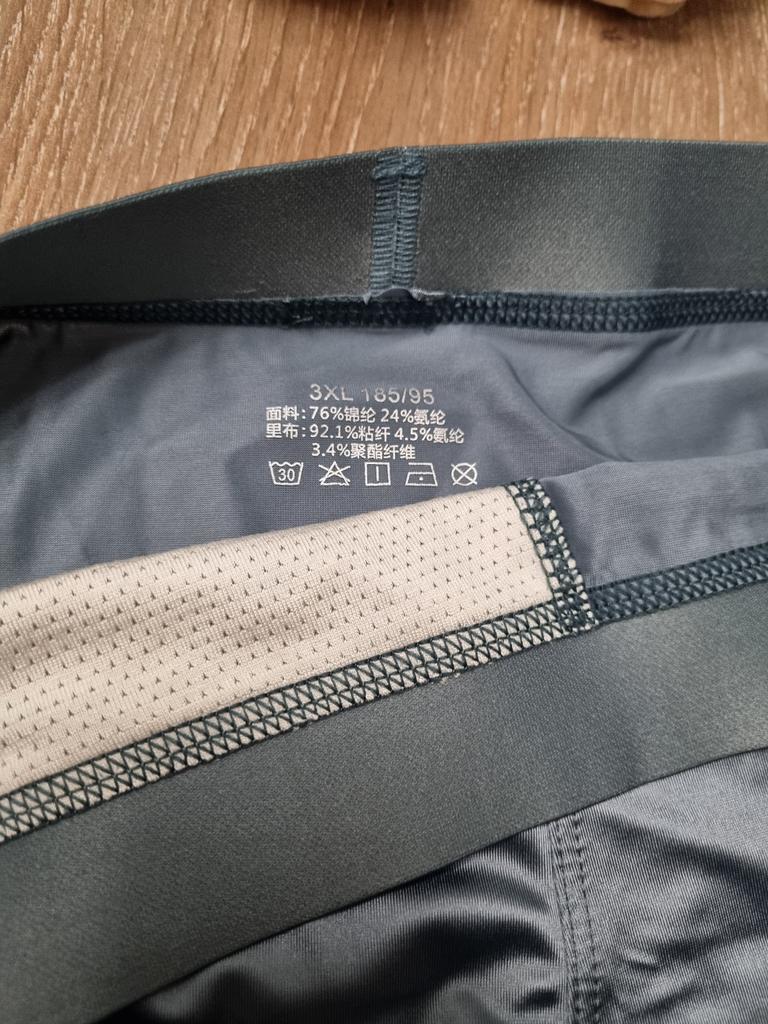 3XL 185/95
面料:76%锦纶 24%氨纶
里布:92.1%粘纤 4.5%氨纶
3.4%聚酯纤维
30